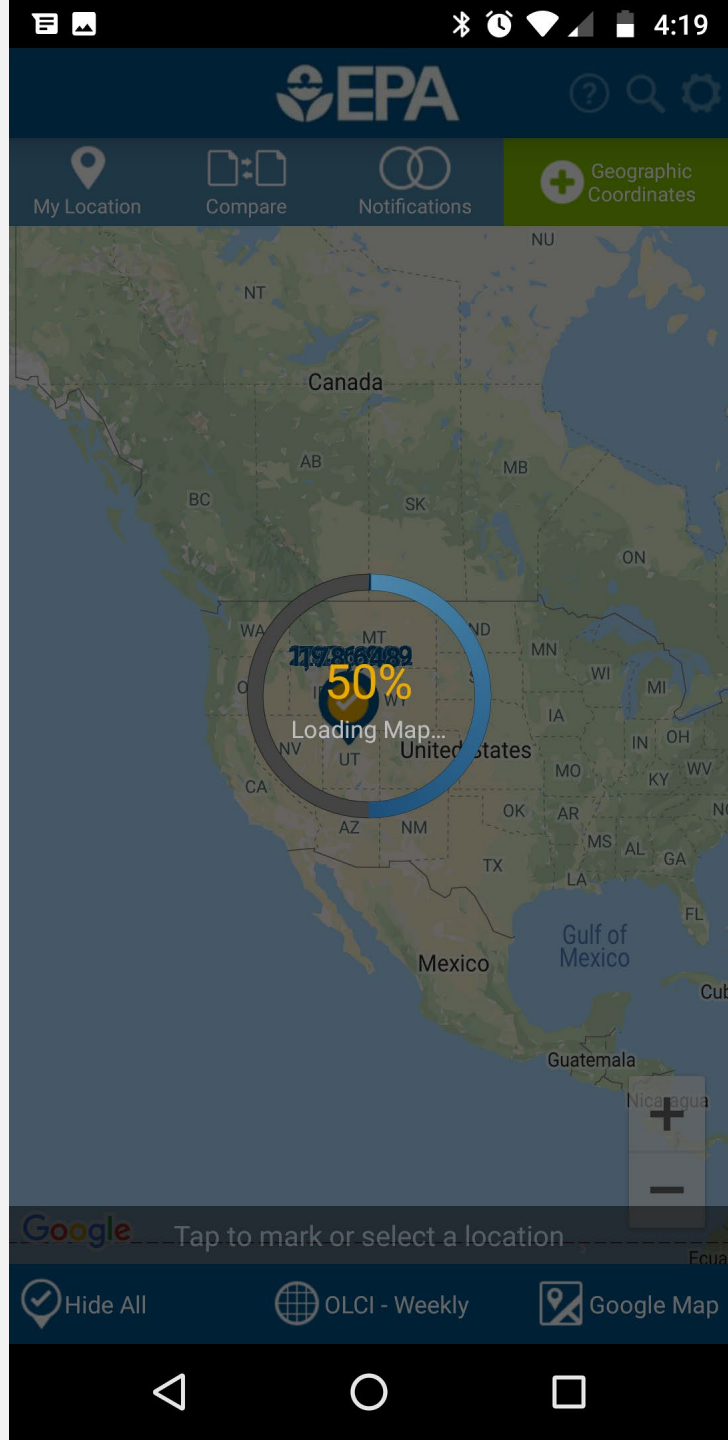 4:19
EPA
?
My Location
Compare
Notifications
Geographic
Coordinates
NU
NT
Canada
AB
MB
BC
SK
ON
WA
MT
ND
MN
50%
WI
MI
WY
IA
Loading Map...
United States
IN
OH
NV
UT
MO
KY
WV
CA
OK
AR
AZ
NM
MS
AL
GA
TX
LA
FL
Gulf of
Mexico
Mexico
Guatemala
Nicaragua
+
−
Google
Tap to mark or select a location
Hide All
OLCI - Weekly
Google Map